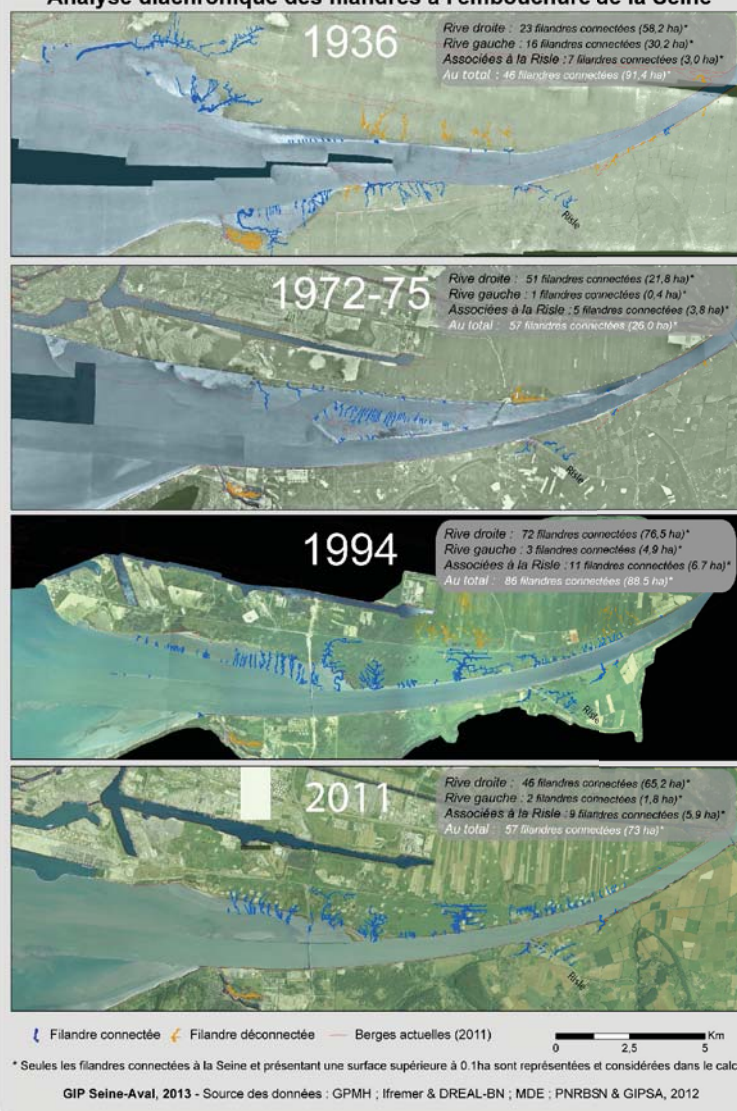 Analyse diachronique des filandres à l'embouchure de la Seine
1936
Rive droite : 23 filandres connectées (58,2 ha)*
Rive gauche : 16 filandres connectées (30,2 ha)*
Associées à la Risle : 7 filandres connectées (3,0 ha)*
Au total : 46 filandres connectées (91,4 ha)*
Risle
1972-75
Rive droite : 51 filandres connectées (21,8 ha)*
Rive gauche : 1 filandres connectées (0,4 ha)*
Associées à la Risle : 5 filandres connectées (3,8 ha)*
Au total : 57 filandres connectées (26,0 ha)*
Risle
1994
Rive droite : 72 filandres connectées (76,5 ha)*
Rive gauche : 3 filandres connectées (4,9 ha)*
Associées à la Risle : 11 filandres connectées (6.7 ha)*
Au total : 86 filandres connectées (88.5 ha)*
Risle
2011
Rive droite : 46 filandres connectées (65,2 ha)*
Rive gauche : 2 filandres connectées (1,8 ha)*
Associées à la Risle : 9 filandres connectées (5,9 ha)*
Au total : 57 filandres connectées (73 ha)*
Risle
Filandre connectée Filandre déconnectée Berges actuelles (2011)
Km
0 2,5 5
* Seules les filandres connectées à la Seine et présentant une surface supérieure à 0.1ha sont représentées et considérées dans le calc
GIP Seine-Aval, 2013 - Source des données : GPMH ; Ifremer & DREAL-BN ; MDE ; PNRBSN & GIPSA, 2012